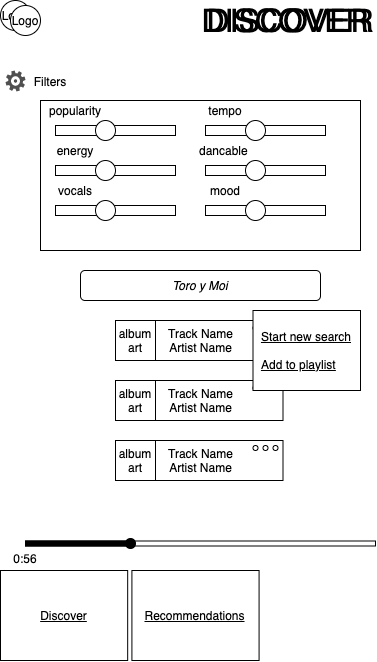 Logo
DISCOVER
Filters
popularity
tempo
energy
dancable
vocals
mood
Toro y Moi
album
art
Track Name
Artist Name
Start new search
Add to playlist
album
art
Track Name
Artist Name
album
art
Track Name
Artist Name
0:56
Discover
Recommendations